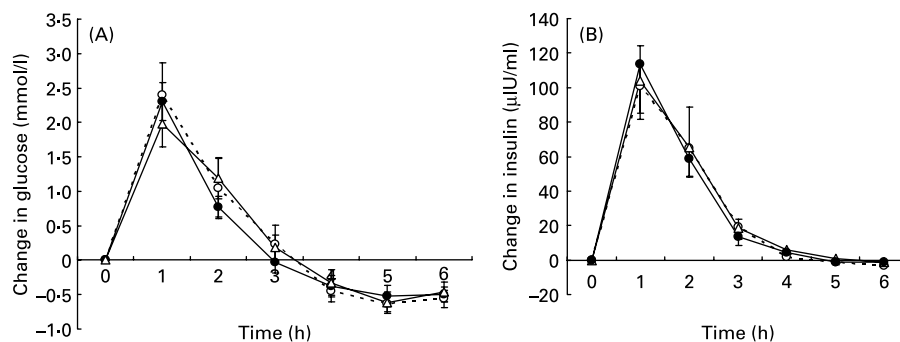 (A)
Change in glucose (mmol/l)
3·5
3·0
2·5
2·0
1·5
1·0
0·5
0
−0·5
−1·0
0 1 2 3 4 5 6
Time (h)
(B)
Change in insulin (µIU/ml)
140
120
100
80
60
40
20
0
−20
0 1 2 3 4 5 6
Time (h)